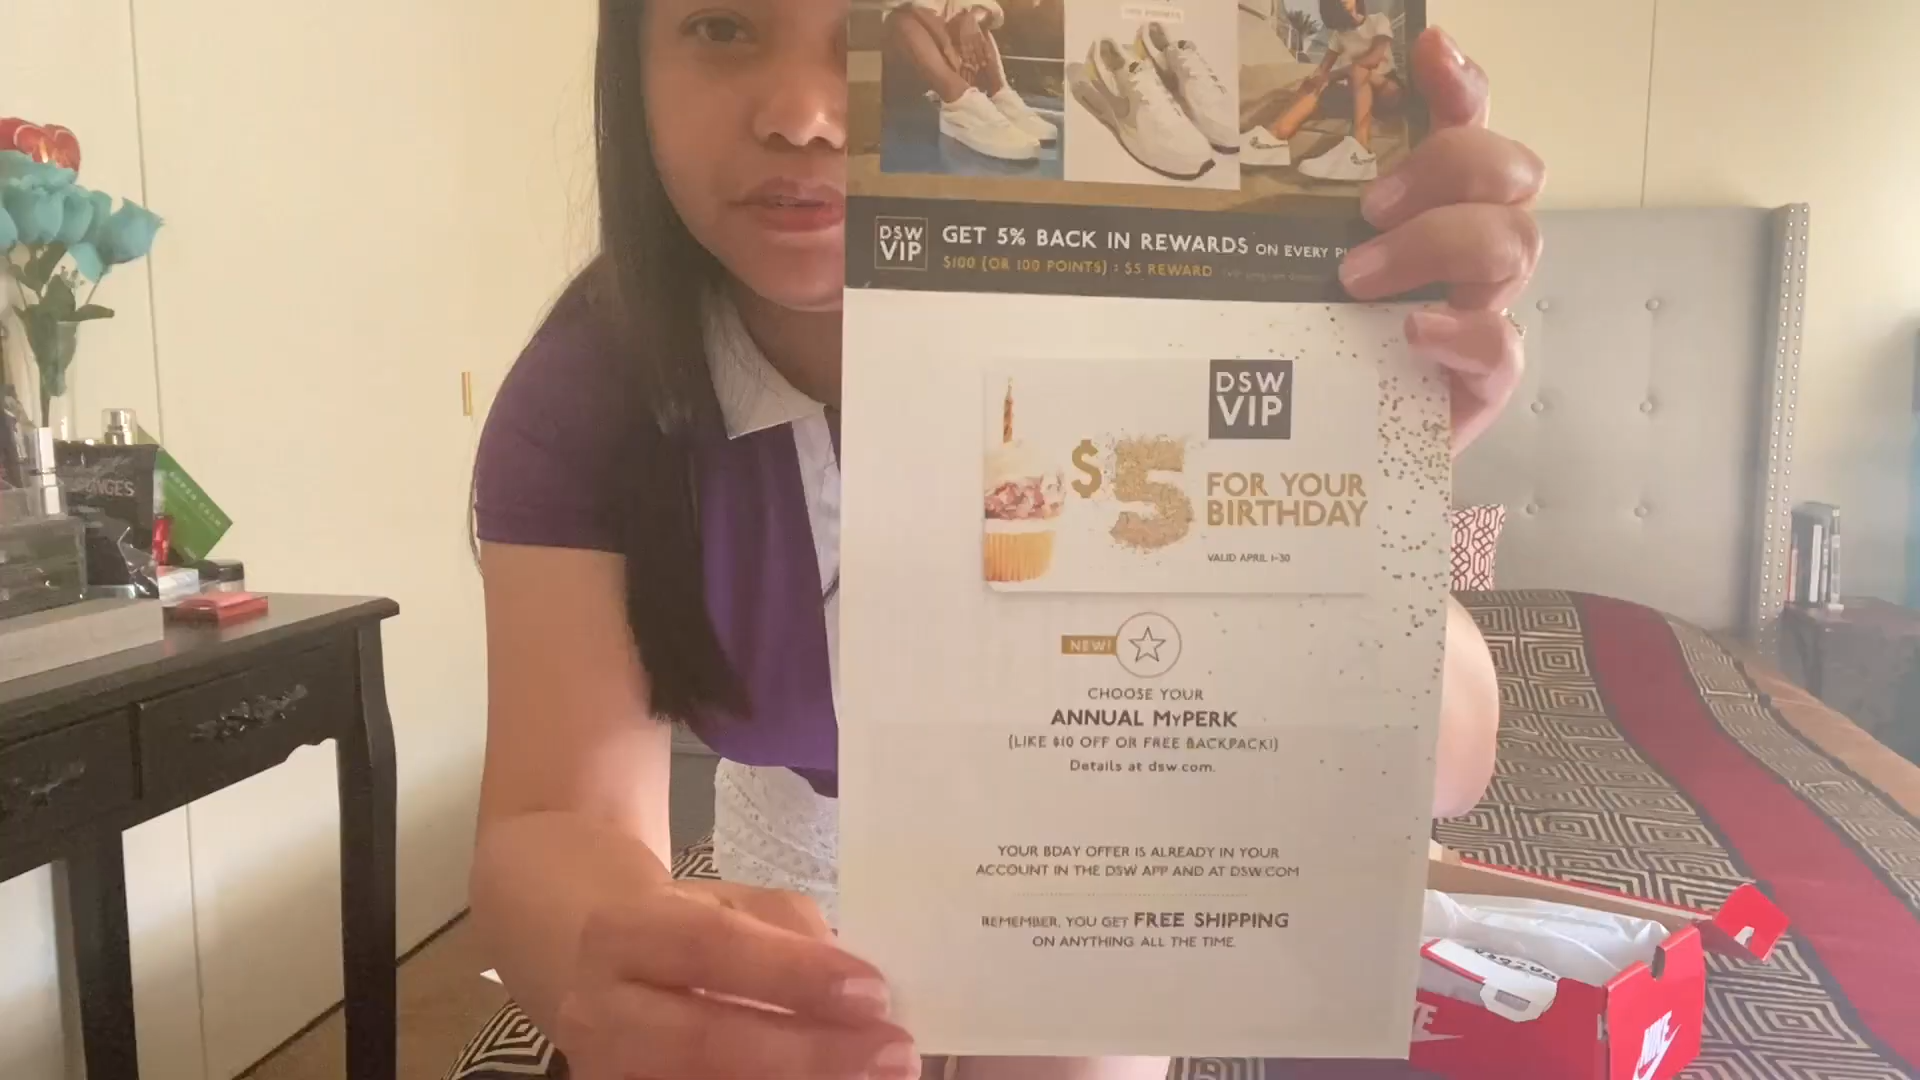 DSW
VIP
GET 5% BACK IN REWARDS ON EVERY
$100 (OR 100 POINTS) = $5 REWARD
DSW
VIP
$5 FOR YOUR
BIRTHDAY
VALID APRIL 1-30
NEW!
CHOOSE YOUR
ANNUAL MYPERK
(LIKE $10 OFF OR FREE BACKPACK!)
Details at dsw.com.
YOUR BDAY OFFER IS ALREADY IN YOUR
ACCOUNT IN THE DSW APP AND AT DSW.COM
REMEMBER, YOU GET FREE SHIPPING
ON ANYTHING ALL THE TIME.
SUPER CASH
NIKE